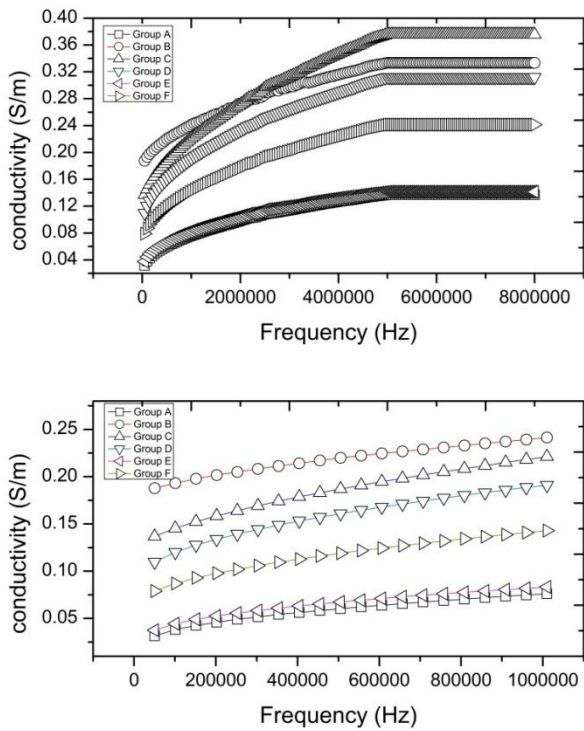 0.40
0.36
0.32
0.28
0.24
0.20
0.16
0.12
0.08
0.04
conductivity (S/m)
Group A
Group B
Group C
Group D
Group E
Group F
0 2000000 4000000 6000000 8000000
Frequency (Hz)
0.25
0.20
0.15
0.10
0.05
conductivity (S/m)
Group A
Group B
Group C
Group D
Group E
Group F
0 200000 400000 600000 800000 1000000
Frequency (Hz)